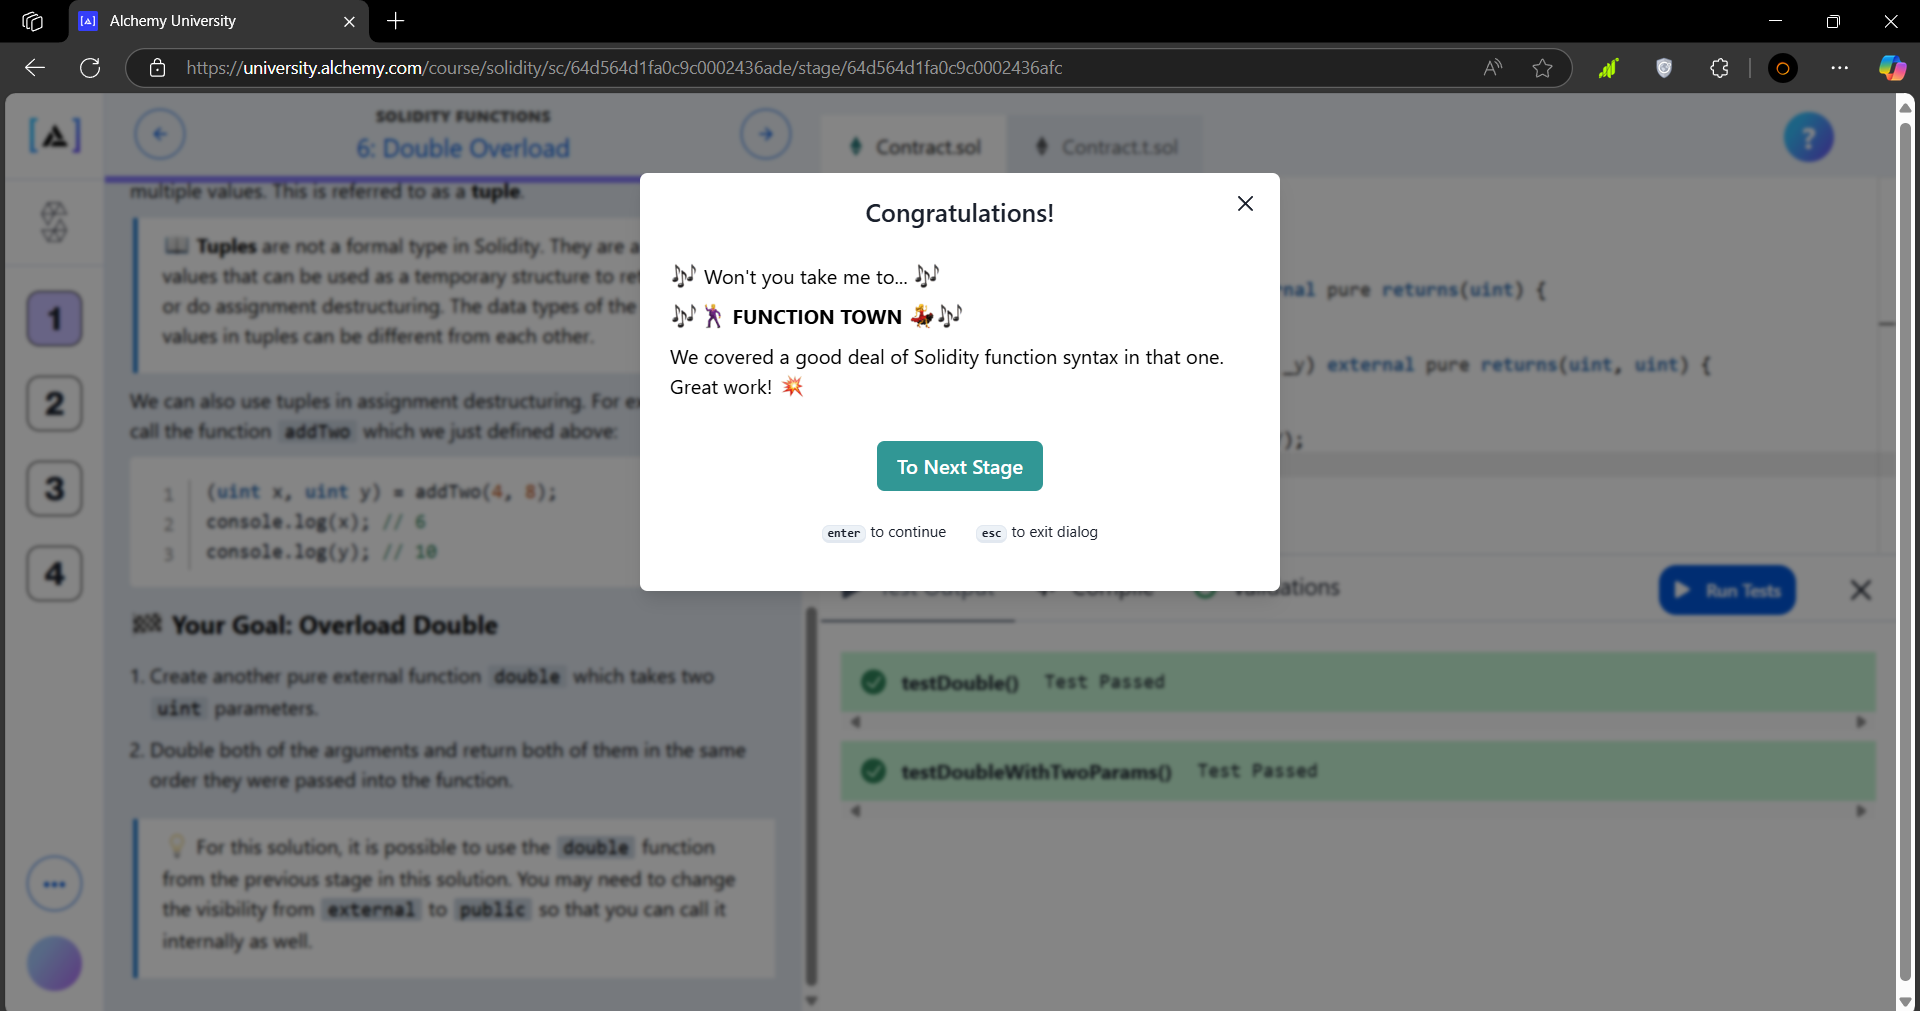 Alchemy University
https://university.alchemy.com/course/solidity/sc/64d564d1fa0c9c0002436ade/stage/64d564d1fa0c9c0002436afc
SOLIDITY FUNCTIONS
6: Double Overload
multiple values. This is referred to as a tuple.
Tuples are not a formal type in Solidity. They are a
values that can be used as a temporary structure to
or do assignment destructuring. The data types of the
values in tuples can be different from each other.
We can also use tuples in assignment destructuring. For
call the function addTwo which we just defined above:
1 (uint x, uint y) = addTwo(4, 8);
2 console.log(x); // 6
3 console.log(y); // 10
Your Goal: Overload Double
1. Create another pure external function double which takes two
uint parameters.
2. Double both of the arguments and return both of them in the same
order they were passed into the function.
For this solution, it is possible to use the double function
from the previous stage in this solution. You may need to change
the visibility from external to public so that you can call it
internally as well.
1
2
3
4
Contract.sol
Contract.t.sol
?
pure returns(uint) {
_y) external pure returns(uint, uint) {
);
Congratulations!
🎶 Won't you take me to... 🎶
🎶 🕺 FUNCTION TOWN 💃 🎶
We covered a good deal of Solidity function syntax in that one.
Great work! 💥
To Next Stage
enter to continue esc to exit dialog
Test Output
Compile
Run Tests
testDouble() Test Passed
testDoubleWithTwoParams() Test Passed